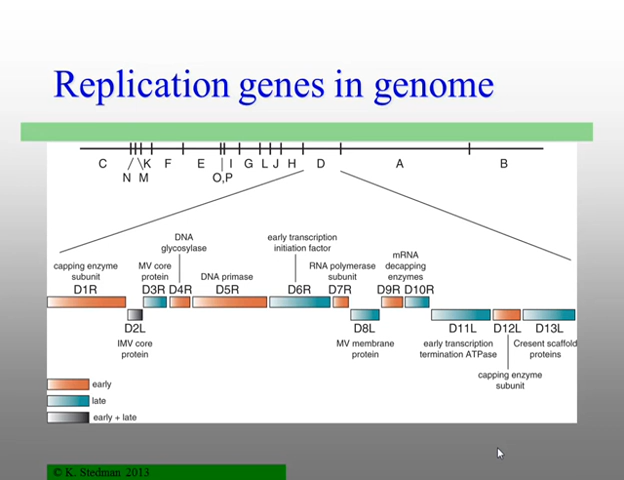 Replication genes in genome
C / \K F E | I G L J H D A B
N M O,P
DNA
glycosylase
early transcription
initiation factor
mRNA
decapping
enzymes
capping enzyme
subunit
MV core
protein
DNA primase
RNA polymerase
subunit
D1R D3R D4R D5R D6R D7R D9R D10R
D2L D8L D11L D12L D13L
IMV core
protein
MV membrane
protein
early transcription
termination ATPase
Cresent scaffold
proteins
capping enzyme
subunit
early
late
early + late
© K. Stedman 2013